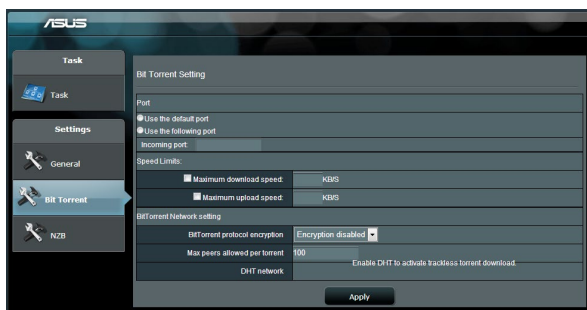 ASUS
Task
Task
Settings
General
Bit Torrent
NZB
Bit Torrent Setting
Port
Use the default port
Use the following port
Incoming port:
Speed Limits:
Maximum download speed: KB/S
Maximum upload speed: KB/S
BitTorrent Network setting
BitTorrent protocol encryption Encryption disabled
Max peers allowed per torrent 100
DHT network Enable DHT to activate trackless torrent download.
Apply